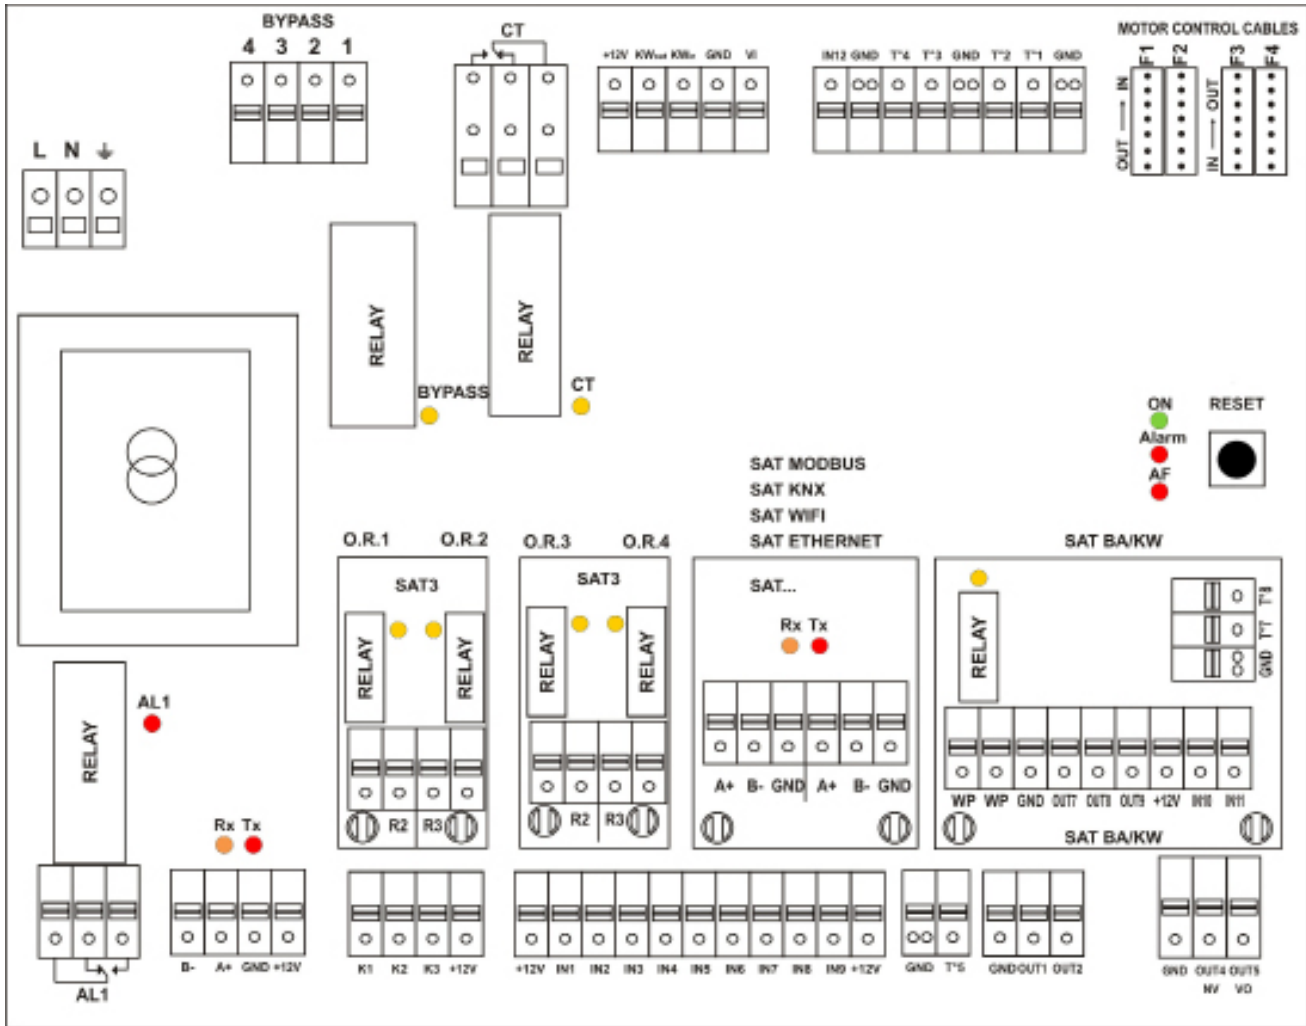 BYPASS
4 3 2 1
CT
+12V KWout KWin GND VI
IN12 GND T°4 T°3 GND T°2 T°1 GND
MOTOR CONTROL CABLES
F1 F2 F3 F4
OUT → IN
IN → OUT
L N
RELAY
RELAY
BYPASS
CT
ON
RESET
Alarm
AF
SAT MODBUS
SAT KNX
SAT WIFI
SAT ETHERNET
SAT BA/KW
O.R.1 O.R.2
O.R.3 O.R.4
SAT3
SAT3
SAT...
Rx Tx
RELAY
RELAY
RELAY
RELAY
RELAY
T°8
T°7
GND
RELAY
AL1
A+ B- GND A+ B- GND
WP WP GND OUT7 OUT8 OUT9 +12V IN10 IN11
R2 R3
R2 R3
SAT BA/KW
Rx Tx
B- A+ GND +12V
K1 K2 K3 +12V
+12V IN1 IN2 IN3 IN4 IN5 IN6 IN7 IN8 IN9 +12V
GND T°5
GND OUT1 OUT2
GND OUT4 OUT5
NV VO
AL1